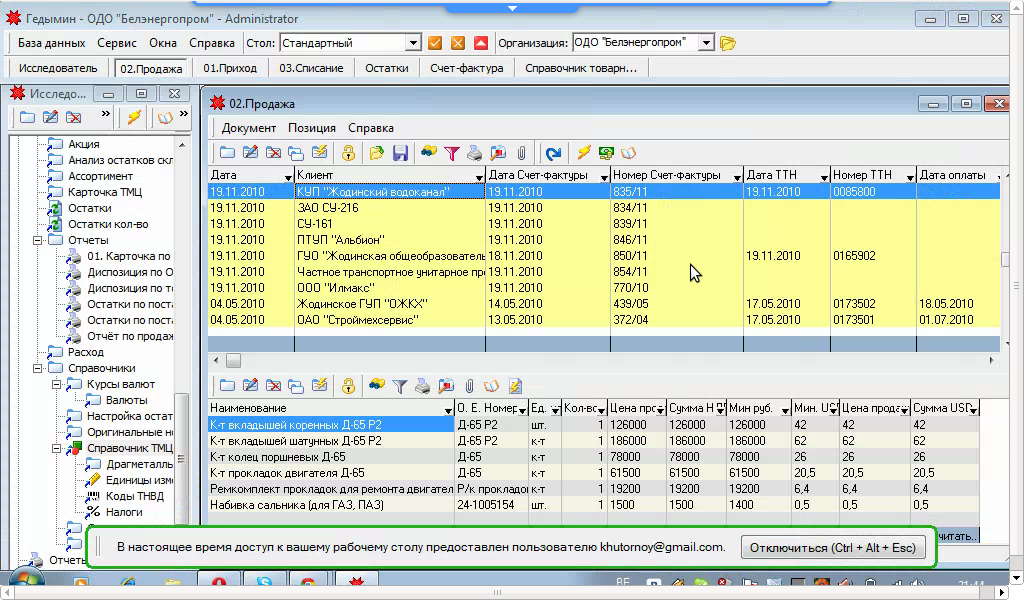 Гедымин - ОДО "Белэнергопром" - Administrator
База данных Сервис Окна Справка Стол: Стандартный Организация: ОДО "Белэнергопром"
Исследователь 02.Продажа 01.Приход 03.Списание Остатки Счет-фактура Справочник товарн...
Исследо...
»
»
Акция
Анализ остатков скл
Ассортимент
Карточка ТМЦ
Остатки
Остатки кол-во
Отчеты
01. Карточка по
Диспозиция по О
Диспозиция по т
Остатки по пост
Остатки по пост
Отчёт по продаж
Расход
Справочники
Курсы валют
Валюты
Настройка остат
Оригинальные н
Справочник ТМЦ
Драгметаллы
Единицы изме
Коды ТНВД
Налоги
Отчеты
02.Продажа
Документ Позиция Справка
Дата Клиент Дата Счет-фактуры Номер Счет-фактуры Дата ТТН Номер ТТН Дата оплаты
19.11.2010 КУП "Жодинский водоканал" 19.11.2010 835/11 19.11.2010 0085800
19.11.2010 ЗАО СУ-216 19.11.2010 834/11
19.11.2010 СУ-161 19.11.2010 839/11
19.11.2010 ПТУП "Альбион" 19.11.2010 846/11
19.11.2010 ГУО "Жодинская общеобразователь 18.11.2010 850/11 19.11.2010 0165902
19.11.2010 Частное транспортное унитарное пр 19.11.2010 854/11
19.11.2010 ООО "Илмакс" 19.11.2010 770/10
04.05.2010 Жодинское ГУП "ОЖКХ" 14.05.2010 439/05 17.05.2010 0173502 18.05.2010
04.05.2010 ОАО "Строймехсервис" 13.05.2010 372/04 17.05.2010 0173501 01.07.2010
Наименование О. Е. Номер Ед. Кол-во Цена прс Сумма Н Мин руб. Мин. US Цена прода Сумма USD
К-т вкладышей коренных Д-65 Р2 Д-65 Р2 шт. 1 126000 126000 126000 42 42 42
К-т вкладышей шатунных Д-65 Р2 Д-65 Р2 к-т 1 186000 186000 186000 62 62 62
К-т колец поршневых Д-65 Д-65 к-т 1 78000 78000 78000 26 26 26
К-т прокладок двигателя Д-65 Д-65 к-т 1 61500 61500 61500 20,5 20,5 20,5
Ремкомплект прокладок для ремонта двигател Р/к прокладо к-т 1 19200 19200 19200 6,4 6,4 6,4
Набивка сальника (для ГАЗ, ПАЗ) 24-1005154 шт. 1 1500 1500 1400 0,5 0,5 0,5
читать..
В настоящее время доступ к вашему рабочему столу предоставлен пользователю khutornoy@gmail.com. Отключиться (Ctrl + Alt + Esc)
BE 21:44